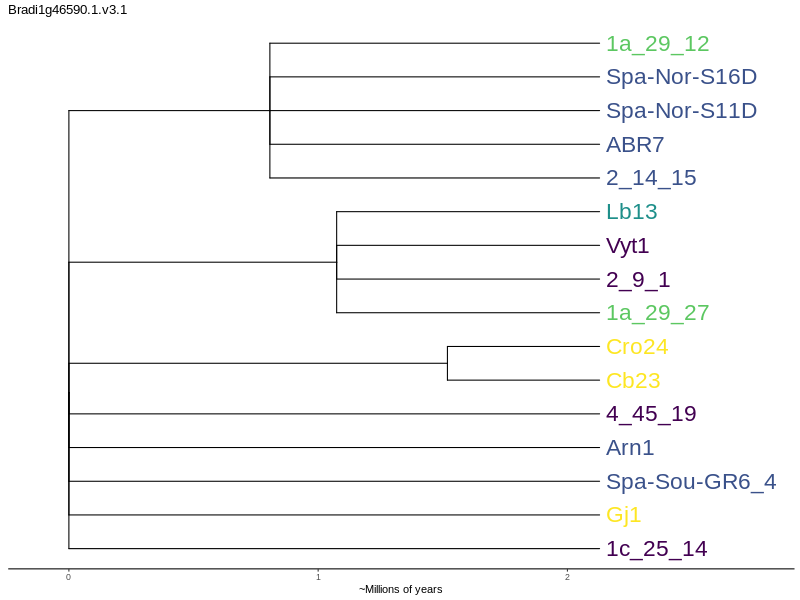 Bradi1g46590.1.v3.1
1a_29_12
Spa-Nor-S16D
Spa-Nor-S11D
ABR7
2_14_15
Lb13
Vyt1
2_9_1
1a_29_27
Cro24
Cb23
4_45_19
Arn1
Spa-Sou-GR6_4
Gj1
1c_25_14
0 1 2
~Millions of years